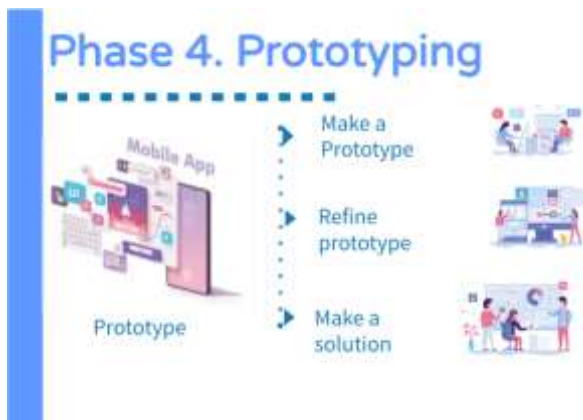 Phase 4. Prototyping
Mobile App
Prototype
Make a
Prototype
Refine
prototype
Make a
solution